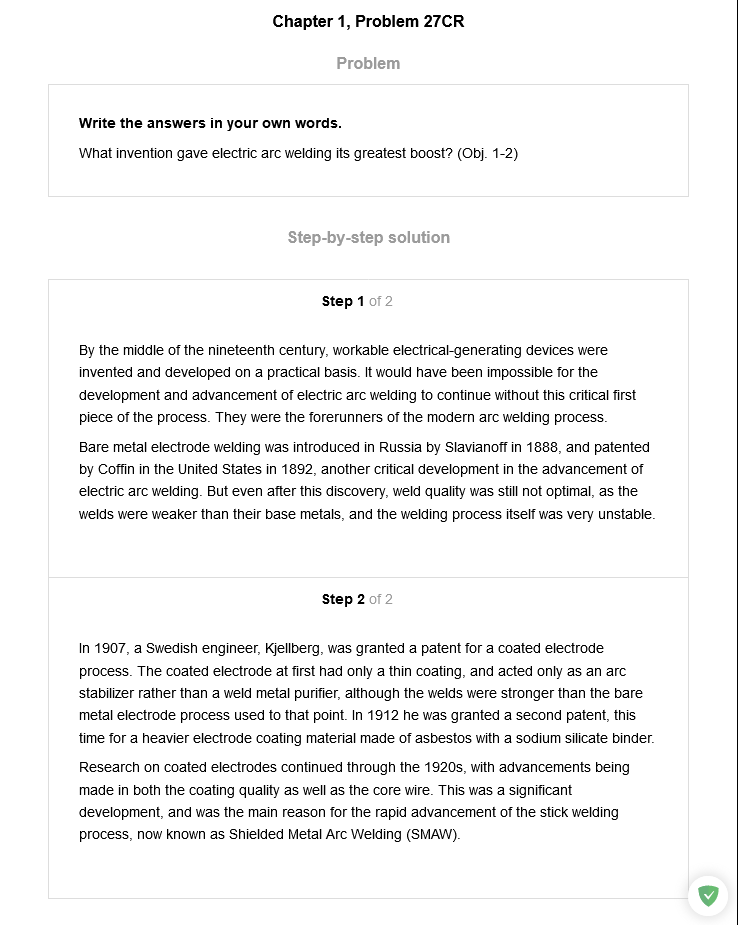 Chapter 1, Problem 27CR
Problem
Write the answers in your own words.
What invention gave electric arc welding its greatest boost? (Obj. 1-2)
Step-by-step solution
Step 1 of 2
By the middle of the nineteenth century, workable electrical-generating devices were
invented and developed on a practical basis. It would have been impossible for the
development and advancement of electric arc welding to continue without this critical first
piece of the process. They were the forerunners of the modern arc welding process.
Bare metal electrode welding was introduced in Russia by Slavianoff in 1888, and patented
by Coffin in the United States in 1892, another critical development in the advancement of
electric arc welding. But even after this discovery, weld quality was still not optimal, as the
welds were weaker than their base metals, and the welding process itself was very unstable.
Step 2 of 2
In 1907, a Swedish engineer, Kjellberg, was granted a patent for a coated electrode
process. The coated electrode at first had only a thin coating, and acted only as an arc
stabilizer rather than a weld metal purifier, although the welds were stronger than the bare
metal electrode process used to that point. In 1912 he was granted a second patent, this
time for a heavier electrode coating material made of asbestos with a sodium silicate binder.
Research on coated electrodes continued through the 1920s, with advancements being
made in both the coating quality as well as the core wire. This was a significant
development, and was the main reason for the rapid advancement of the stick welding
process, now known as Shielded Metal Arc Welding (SMAW).